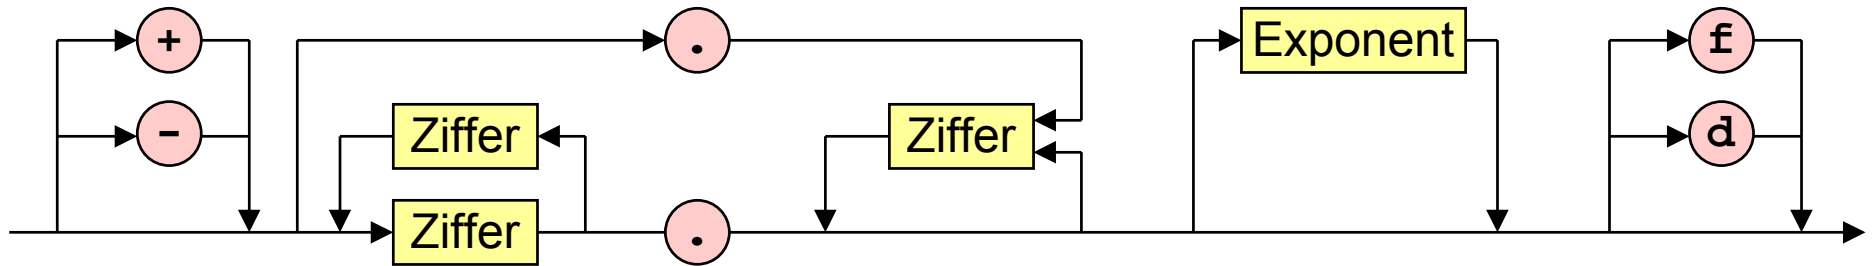 + . Exponent f
- Ziffer Ziffer d
Ziffer .